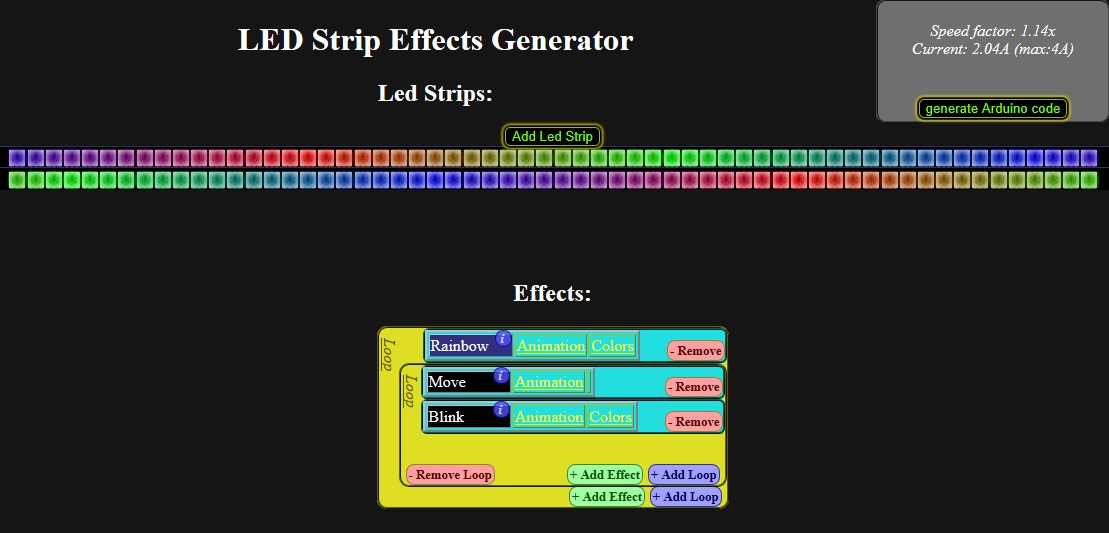 LED Strip Effects Generator
Speed factor: 1.14x
Current: 2.04A (max:4A)
generate Arduino code
Led Strips:
Add Led Strip
Effects:
Loop
Rainbow i Animation Colors - Remove
Loop
Move i Animation - Remove
Blink i Animation Colors - Remove
- Remove Loop + Add Effect + Add Loop
+ Add Effect + Add Loop